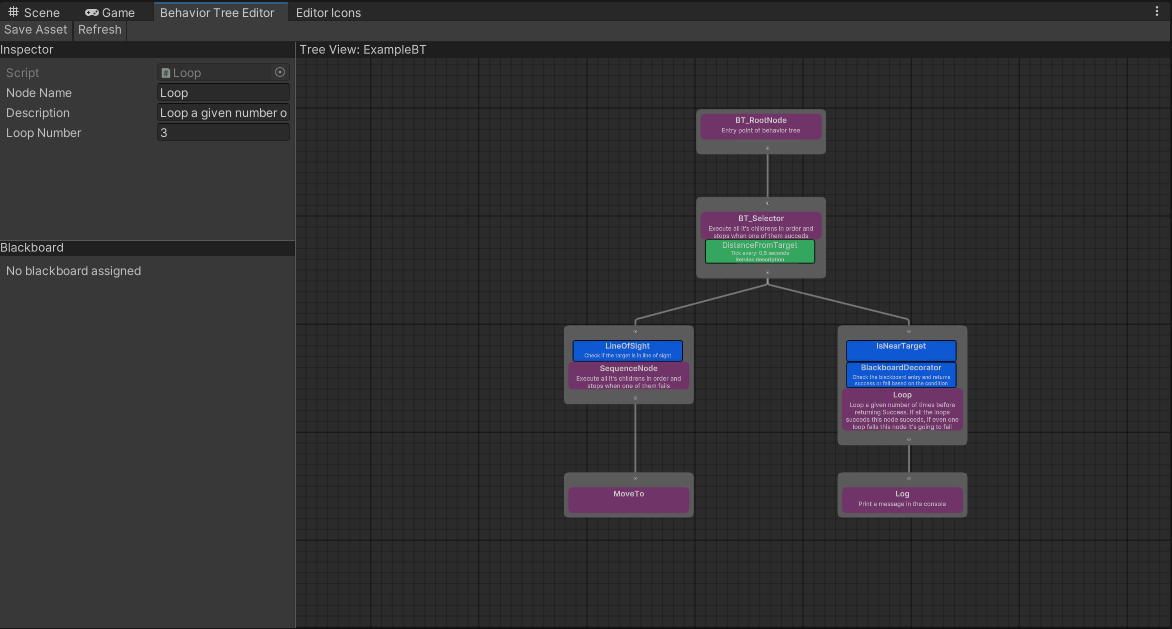 Scene
Game
Behavior Tree Editor
Editor Icons
Save Asset
Refresh
Inspector
Script
Loop
Node Name
Loop
Description
Loop a given number o
Loop Number
3
Blackboard
No blackboard assigned
Tree View: ExampleBT
BT_RootNode
Entry point of behavior tree
BT_Selector
Execute all it's childrens in order and
stops when one of them succeds
DistanceFromTarget
Tick every: 0,5 seconds
Service description
LineOfSight
Check if the target is in line of sight
SequenceNode
Execute all it's childrens in order and
stops when one of them fails
IsNearTarget
BlackboardDecorator
Check the blackboard entry and returns
success or fail based on the condition
Loop
Loop a given number of times before
returning Success. If all the loops
succeds this node succeds, if even one
loop fails this node it's going to fail
MoveTo
Log
Print a message in the console